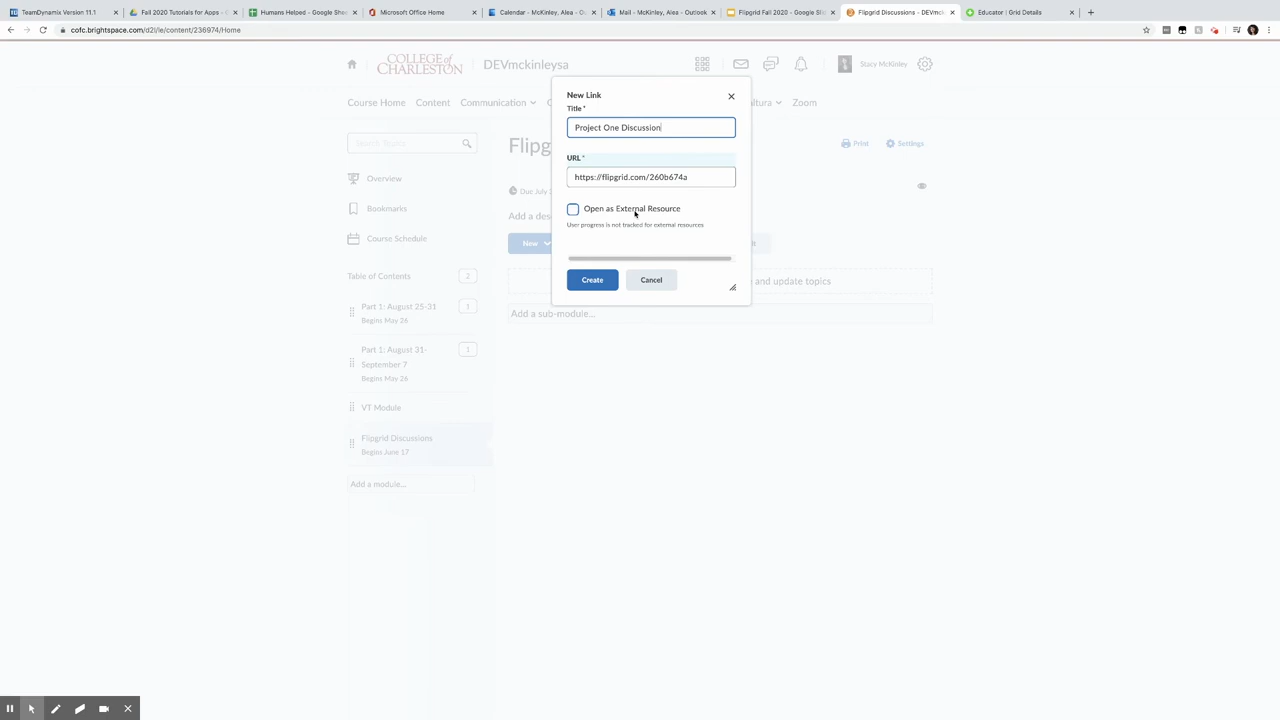 TeamDynamix Version 11.1
Fall 2020 Tutorials for Apps -
Humans Helped - Google She
Microsoft Office Home
Calendar - McKinley, Alea - O
Mail - McKinley, Alea - Outlook
Flipgrid Fall 2020 - Google Sli
Flipgrid Discussions - DEVmck
Educator | Grid Details
cofc.brightspace.com/d2l/le/content/236974/Home
COLLEGE of
CHARLESTON
DEVmckinleysa
Stacy McKinley
Course Home
Content
Communication
Zoom
Search Topics
Overview
Bookmarks
Course Schedule
Table of Contents
2
Part 1: August 25-31
1
Begins May 26
Part 1: August 31-
September 7
1
Begins May 26
VT Module
Flipgrid Discussions
Begins June 17
Add a module...
Flipg
Print
Settings
Due July
Add a des
New
and update topics
Add a sub-module...
New Link
Title *
Project One Discussion
URL *
https://flipgrid.com/260b674a
Open as External Resource
User progress is not tracked for external resources
Create
Cancel